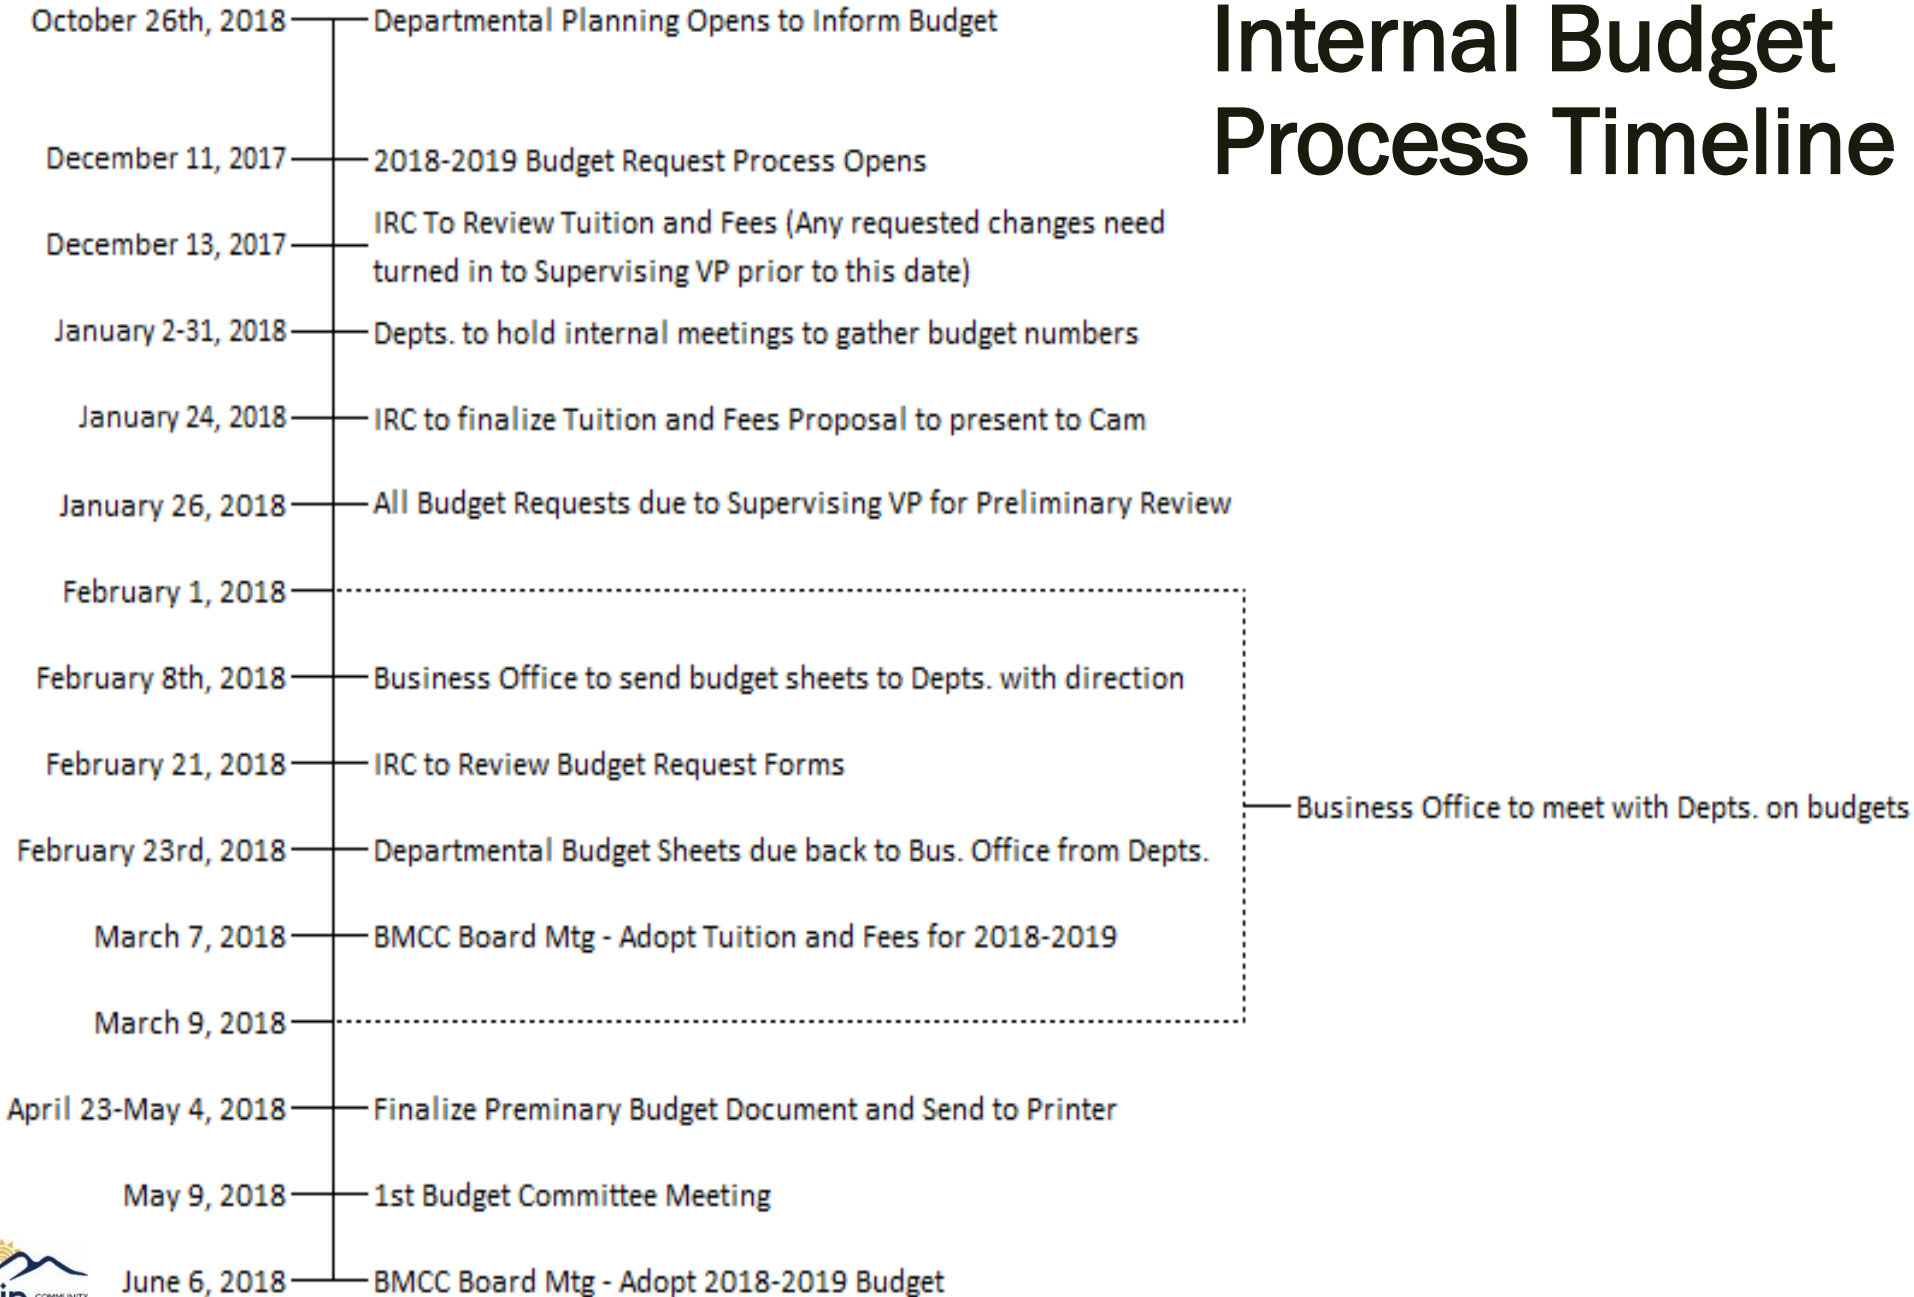 Internal Budget
Process Timeline
October 26th, 2018 Departmental Planning Opens to Inform Budget
December 11, 2017 2018-2019 Budget Request Process Opens
December 13, 2017 IRC To Review Tuition and Fees (Any requested changes need
turned in to Supervising VP prior to this date)
January 2-31, 2018 Depts. to hold internal meetings to gather budget numbers
January 24, 2018 IRC to finalize Tuition and Fees Proposal to present to Cam
January 26, 2018 All Budget Requests due to Supervising VP for Preliminary Review
February 1, 2018
February 8th, 2018 Business Office to send budget sheets to Depts. with direction
February 21, 2018 IRC to Review Budget Request Forms
Business Office to meet with Depts. on budgets
February 23rd, 2018 Departmental Budget Sheets due back to Bus. Office from Depts.
March 7, 2018 BMCC Board Mtg - Adopt Tuition and Fees for 2018-2019
March 9, 2018
April 23-May 4, 2018 Finalize Preminary Budget Document and Send to Printer
May 9, 2018 1st Budget Committee Meeting
June 6, 2018 BMCC Board Mtg - Adopt 2018-2019 Budget
COMMUNITY